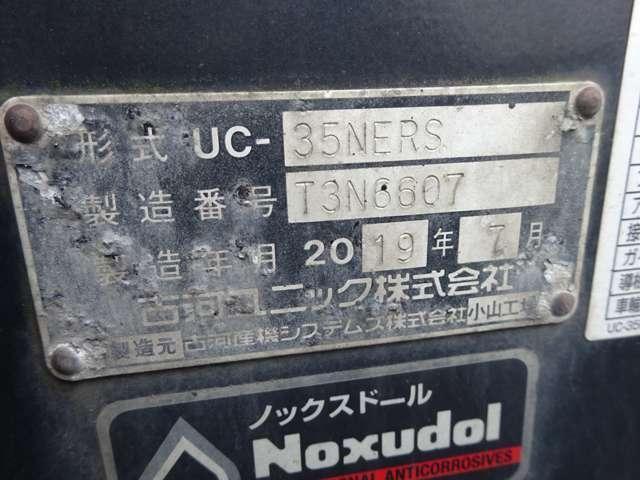 形式 UC-35NERS
製造番号 T3N6607
製造年月 2019年 7月
古河ユニック株式会社
製造元 古河産機システムズ株式会社小山工場
ノックスドール
Noxudol
ANTICORROSIVES